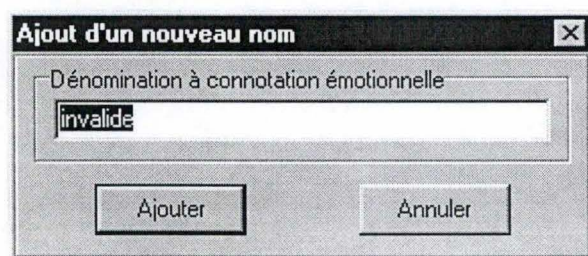 Ajout d'un nouveau nom
Dénomination à connotation émotionnelle
invalide
Ajouter Annuler